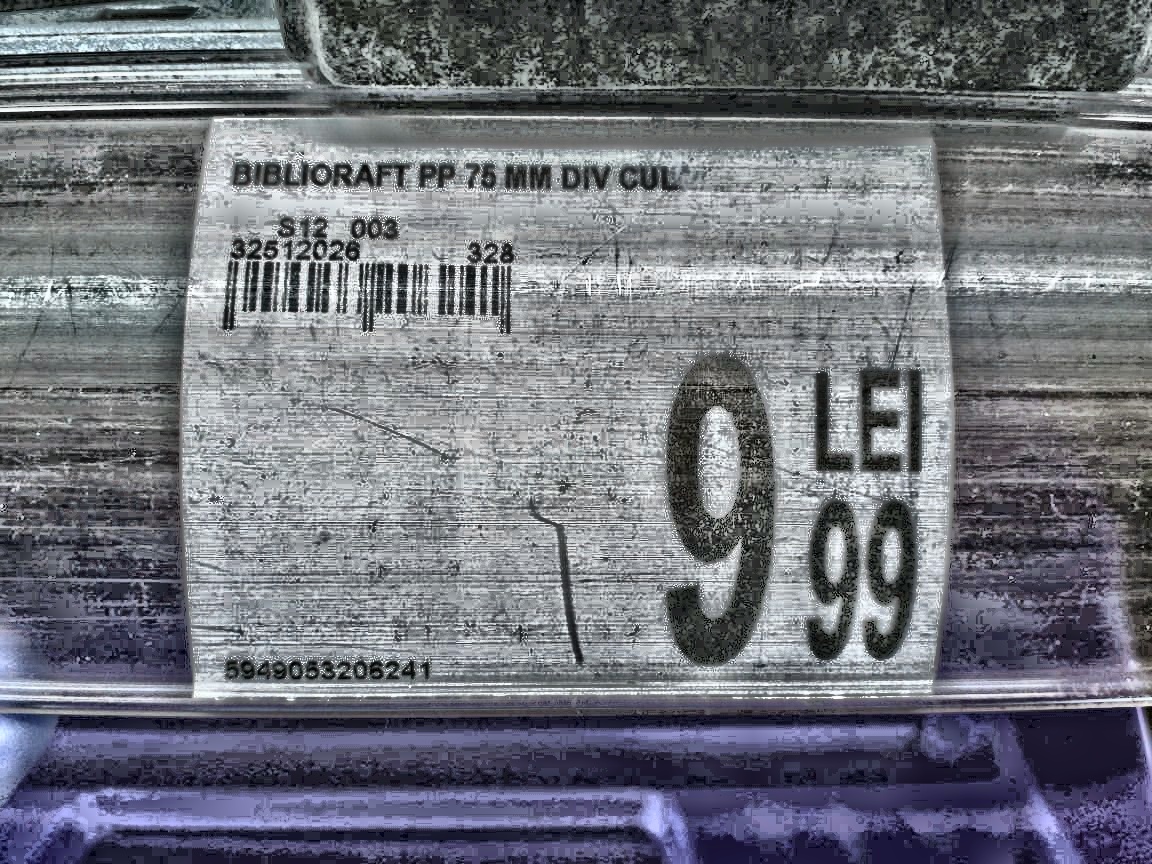 BIBLIORAFT PP 75 MM DIV CUL
S12 003
32512026 328
9 LEI 99
5949053206241